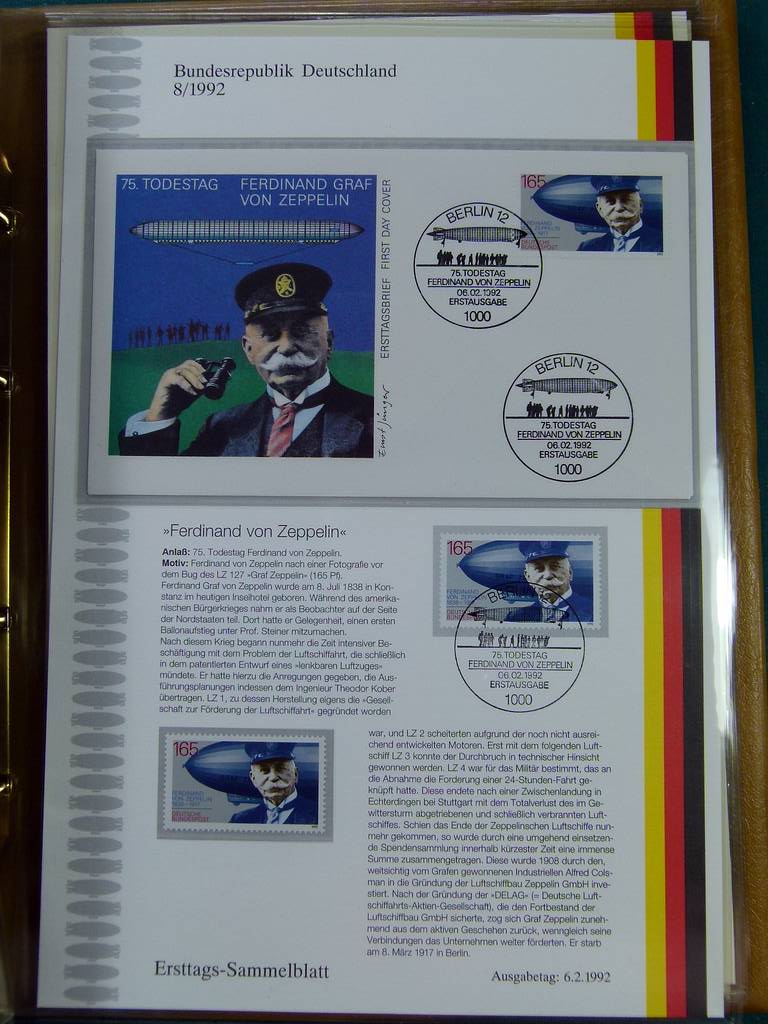 Bundesrepublik Deutschland
8/1992
75. TODESTAG FERDINAND GRAF
VON ZEPPELIN
ERSTTAGSBRIEF FIRST DAY COVER
Ernst Jünger
165
FERDINAND
VON ZEPPELIN
DEUTSCHE
BUNDESPOST
BERLIN 12
75. TODESTAG
FERDINAND VON ZEPPELIN
06.02.1992
ERSTAUSGABE
1000
BERLIN 12
75. TODESTAG
FERDINAND VON ZEPPELIN
06.02.1992
ERSTAUSGABE
1000
»Ferdinand von Zeppelin«
Anlaß: 75. Todestag Ferdinand von Zeppelin.
Motiv: Ferdinand von Zeppelin nach einer Fotografie vor
dem Bug des LZ 127 »Graf Zeppelin« (165 Pf).
Ferdinand Graf von Zeppelin wurde am 8. Juli 1838 in Kon-
stanz im heutigen Inselhotel geboren. Während des amerika-
nischen Bürgerkrieges nahm er als Beobachter auf der Seite
der Nordstaaten teil. Dort hatte er Gelegenheit, einen ersten
Ballonaufstieg unter Prof. Steiner mitzumachen.
Nach diesem Krieg begann nunmehr die Zeit intensiver Be-
schäftigung mit dem Problem der Luftschiffahrt, die schließlich
in dem patentierten Entwurf eines »lenkbaren Luftzuges«
mündete. Er hatte hierzu die Anregungen gegeben, die Aus-
führungsplanungen indessen dem Ingenieur Theodor Kober
übertragen. LZ 1, zu dessen Herstellung eigens die »Gesell-
schaft zur Förderung der Luftschiffahrt« gegründet worden
165
FERDINAND
VON ZEPPELIN
75. TODESTAG
FERDINAND VON ZEPPELIN
06.02.1992
ERSTAUSGABE
1000
165
FERDINAND
VON ZEPPELIN
1838 - 1917
DEUTSCHE
BUNDESPOST
war, und LZ 2 scheiterten aufgrund der noch nicht ausrei-
chend entwickelten Motoren. Erst mit dem folgenden Luft-
schiff LZ 3 konnte der Durchbruch in technischer Hinsicht
gewonnen werden. LZ 4 war für das Militär bestimmt, das an
die Abnahme die Forderung einer 24-Stunden-Fahrt ge-
knüpft hatte. Diese endete nach einer Zwischenlandung in
Echterdingen bei Stuttgart mit dem Totalverlust des im Ge-
wittersturm abgetriebenen und schließlich verbrannten Luft-
schiffes. Schien das Ende der Zeppelinschen Luftschiffe nun-
mehr gekommen, so wurde durch eine umgehend einsetzen-
de Spendensammlung innerhalb kürzester Zeit eine immense
Summe zusammengetragen. Diese wurde 1908 durch den,
weitsichtig vom Grafen gewonnenen Industriellen Alfred Cols-
man in die Gründung der Luftschiffbau Zeppelin GmbH inve-
stiert. Nach der Gründung der »DELAG« (= Deutsche Luft-
schiffahrts-Aktien-Gesellschaft), die den Fortbestand der
Luftschiffbau GmbH sicherte, zog sich Graf Zeppelin zuneh-
mend aus dem aktiven Geschehen zurück, wenngleich seine
Verbindungen das Unternehmen weiter förderten. Er starb
am 8. März 1917 in Berlin.
Ersttags-Sammelblatt
Ausgabetag: 6.2.1992